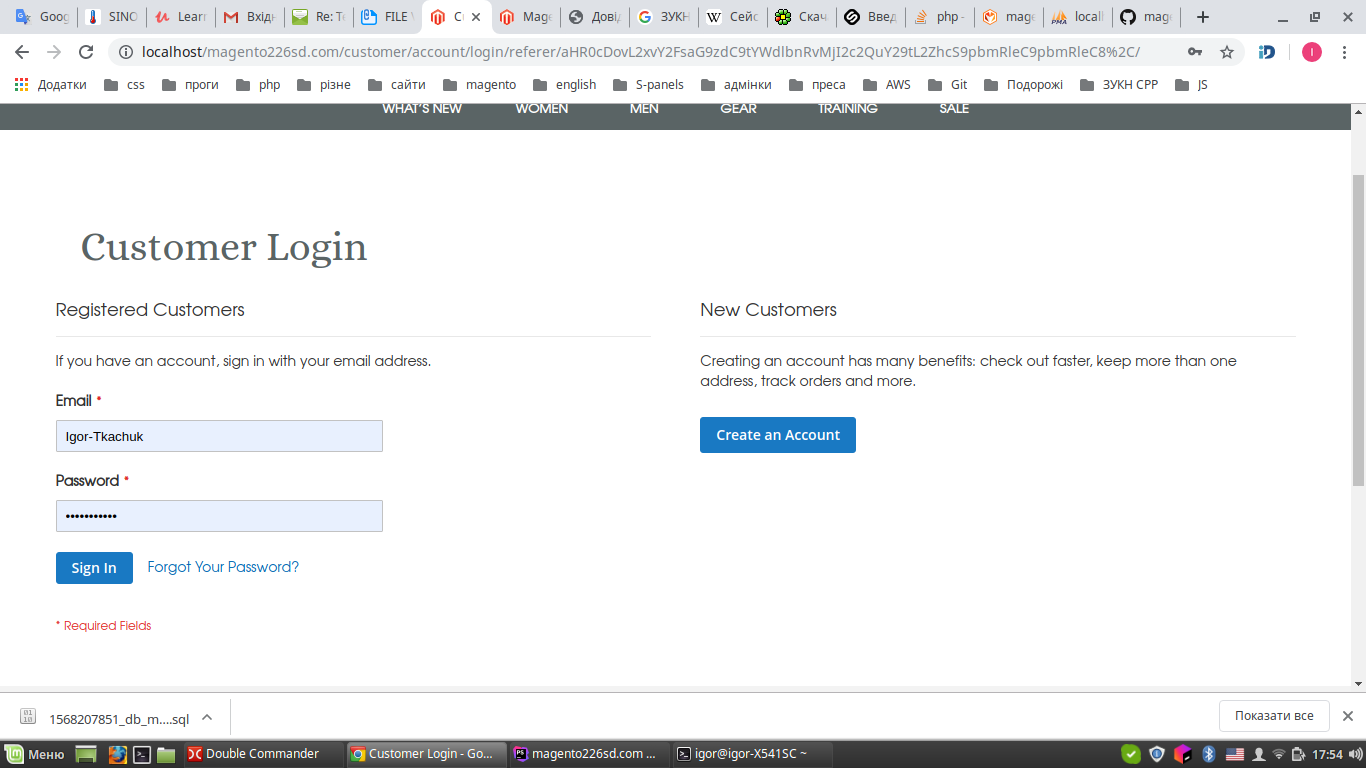 Goog
SINO
Lear
Вхідн
Re: Te
FILE
C
Mage
Дові
ЗУКН
Сейс
Скач
Введ
php -
mage
local
mage
localhost/magento226sd.com/customer/account/login/referer/aHR0cDovL2xvY2FsaG9zdC9tYWdlbnRvMjI2c2QuY29tL2ZhcS9pbmRleC9pbmRleC8%2C/
Додатки
css
проги
php
різне
сайти
magento
english
S-panels
адмінки
преса
AWS
Git
Подорожі
ЗУКН СРР
JS
WHAT'S NEW
WOMEN
MEN
GEAR
TRAINING
SALE
Customer Login
Registered Customers
If you have an account, sign in with your email address.
Email *
Igor-Tkachuk
Password *
Sign In
Forgot Your Password?
* Required Fields
New Customers
Creating an account has many benefits: check out faster, keep more than one
address, track orders and more.
Create an Account
1568207851_db_m....sql
Показати все
Меню
Double Commander
Customer Login - Go...
magento226sd.com ...
igor@igor-X541SC ~
17:54